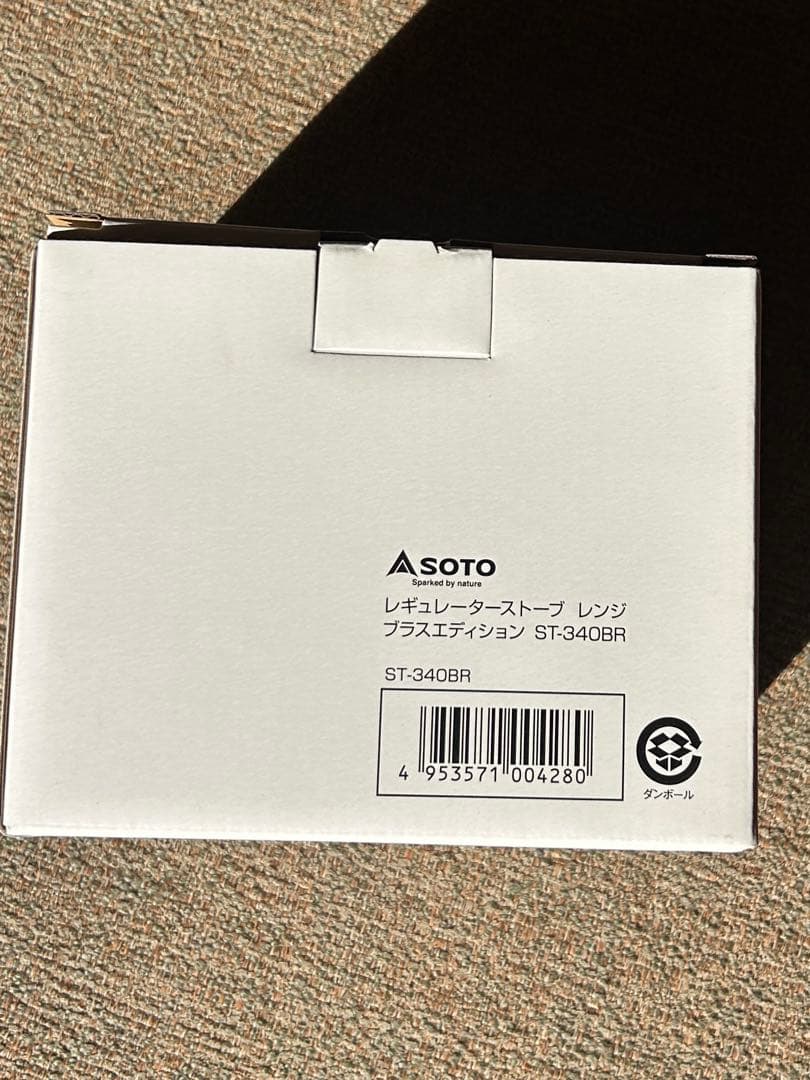 SOTO
Sparked by nature
レギュレーターストーブ レンジ
ブラスエディション ST-340BR
ST-340BR
4 953571 004280
ダンボール